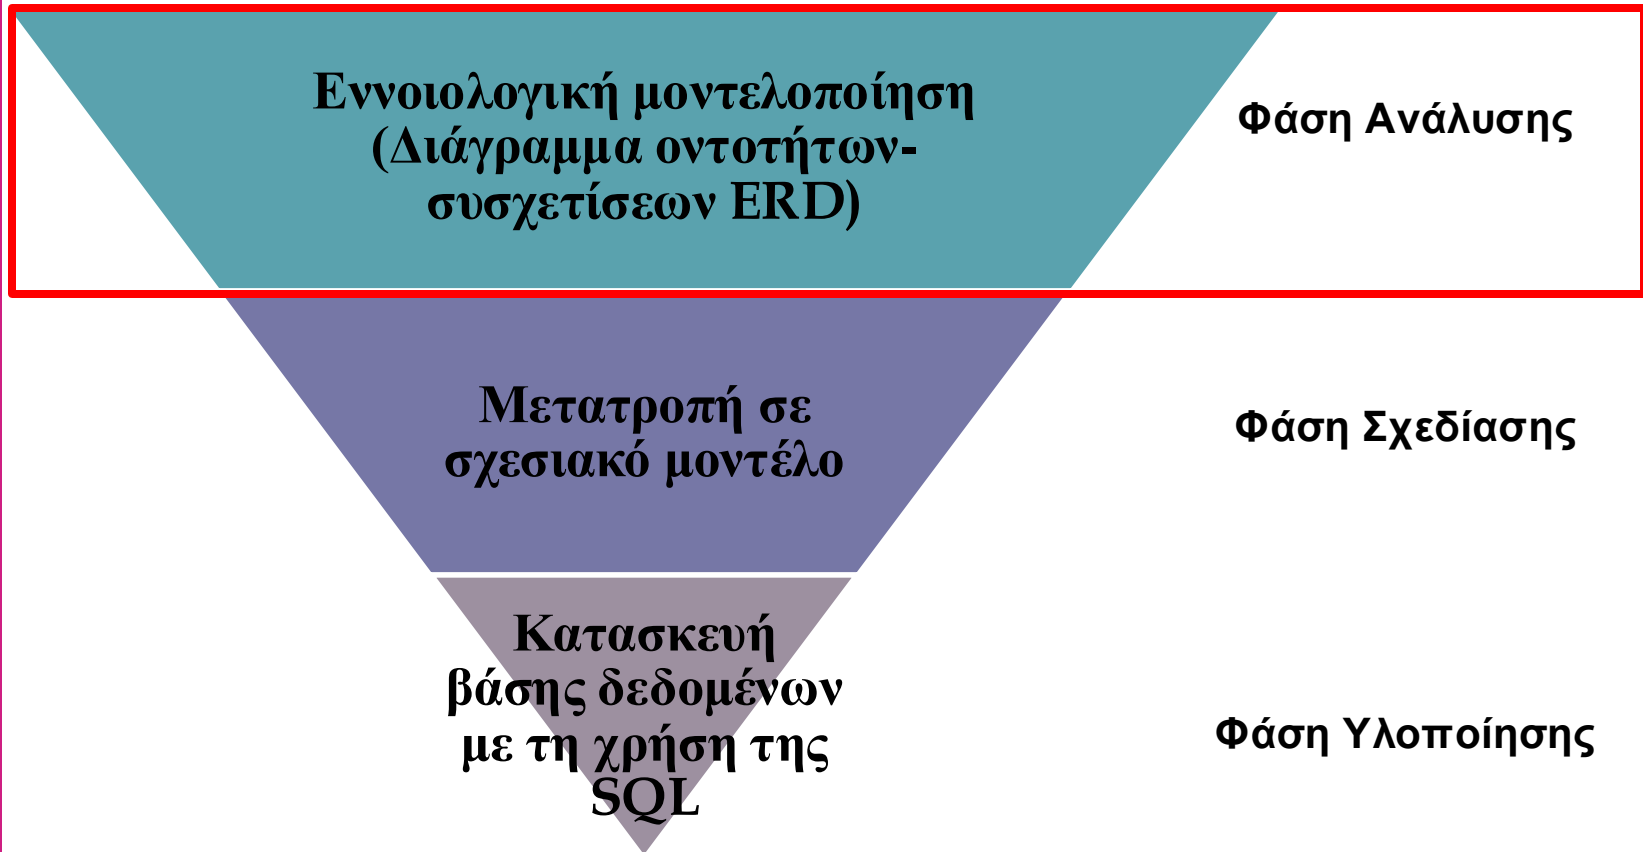 Εννοιολογική μοντελοποίηση
(Διάγραμμα οντοτήτων-
συσχετίσεων ERD)
Φάση Ανάλυσης
Μετατροπή σε
σχεσιακό μοντέλο
Φάση Σχεδίασης
Κατασκευή
βάσης δεδομένων
με τη χρήση της
SQL
Φάση Υλοποίησης